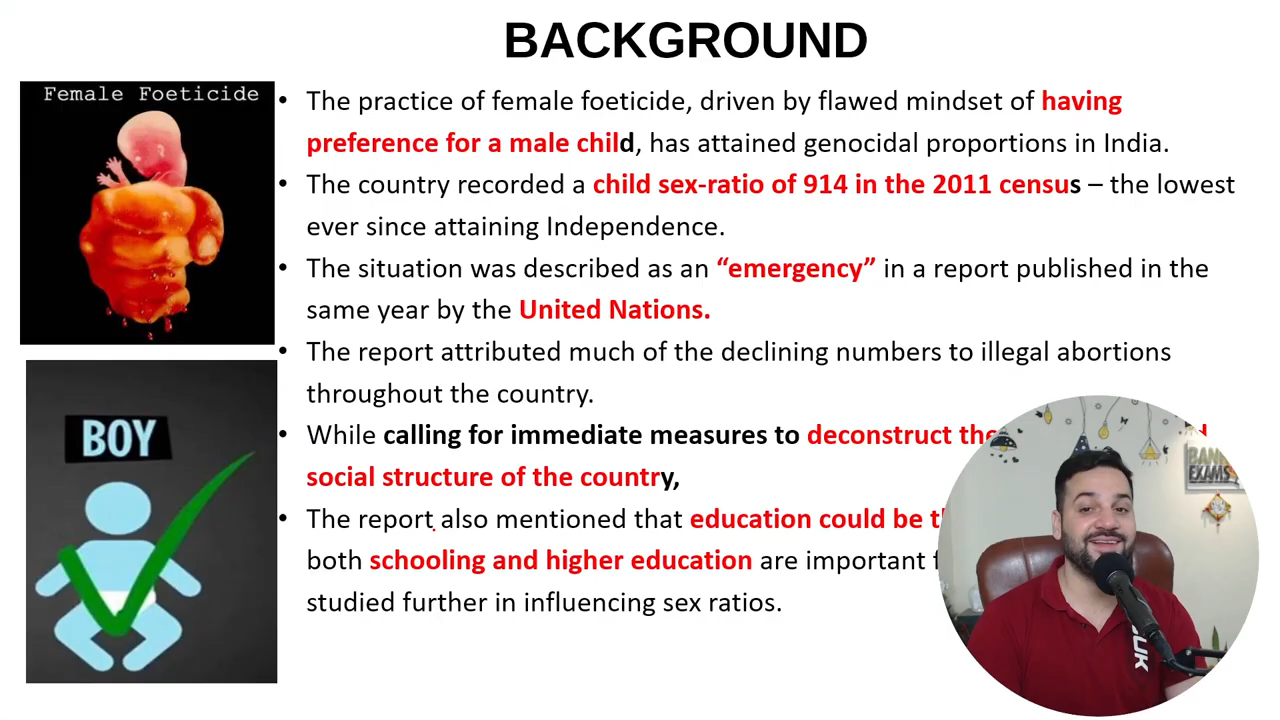 BACKGROUND
Female Foeticide
• The practice of female foeticide, driven by flawed mindset of having
preference for a male child, has attained genocidal proportions in India.
• The country recorded a child sex-ratio of 914 in the 2011 census – the lowest
ever since attaining Independence.
• The situation was described as an “emergency” in a report published in the
same year by the United Nations.
• The report attributed much of the declining numbers to illegal abortions
throughout the country.
• While calling for immediate measures to deconstruct the
social structure of the country,
• The report also mentioned that education could be
both schooling and higher education are important
studied further in influencing sex ratios.
BOY
EXAMS